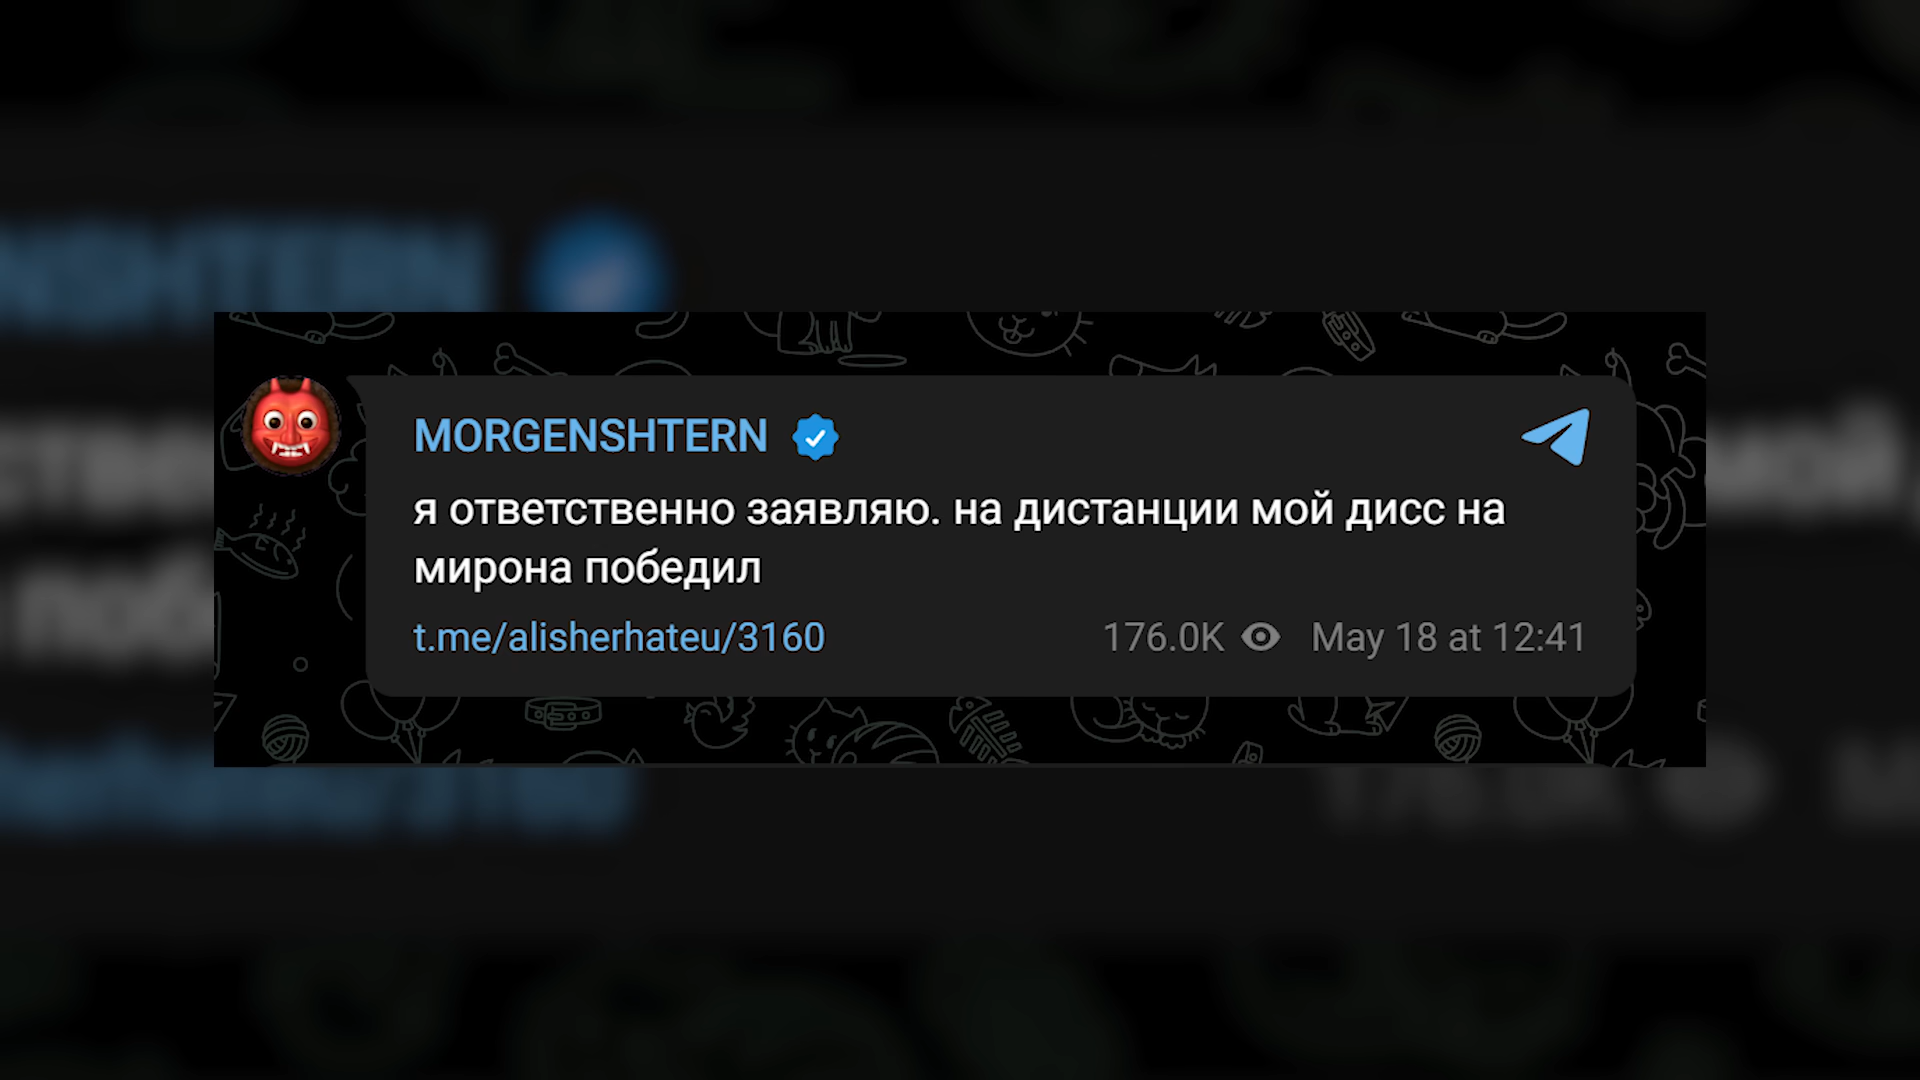 MORGENSHTERN
я ответственно заявляю. на дистанции мой дисс на
мирона победил
t.me/alisherhateu/3160 176.0K May 18 at 12:41